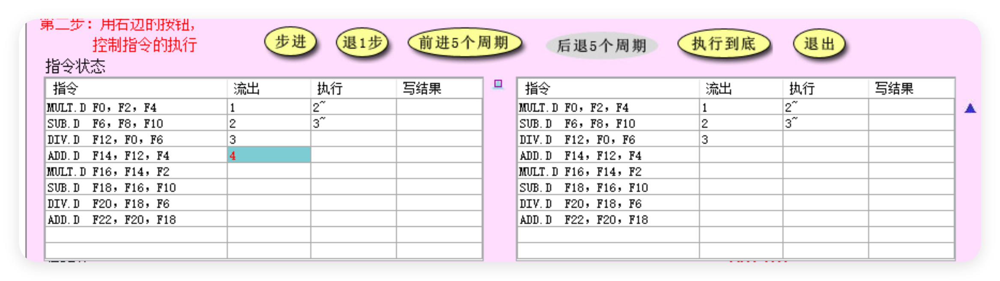 第二步：用右边的按钮，
控制指令的执行
步进 退1步 前进5个周期 后退5个周期 执行到底 退出
指令状态
指令 流出 执行 写结果
MULT.D F0, F2, F4 1 2~
SUB.D F6, F8, F10 2 3~
DIV.D F12, F0, F6 3
ADD.D F14, F12, F4 4
MULT.D F16, F14, F2
SUB.D F18, F16, F10
DIV.D F20, F18, F6
ADD.D F22, F20, F18
指令 流出 执行 写结果
MULT.D F0, F2, F4 1 2~
SUB.D F6, F8, F10 2 3~
DIV.D F12, F0, F6 3
ADD.D F14, F12, F4
MULT.D F16, F14, F2
SUB.D F18, F16, F10
DIV.D F20, F18, F6
ADD.D F22, F20, F18